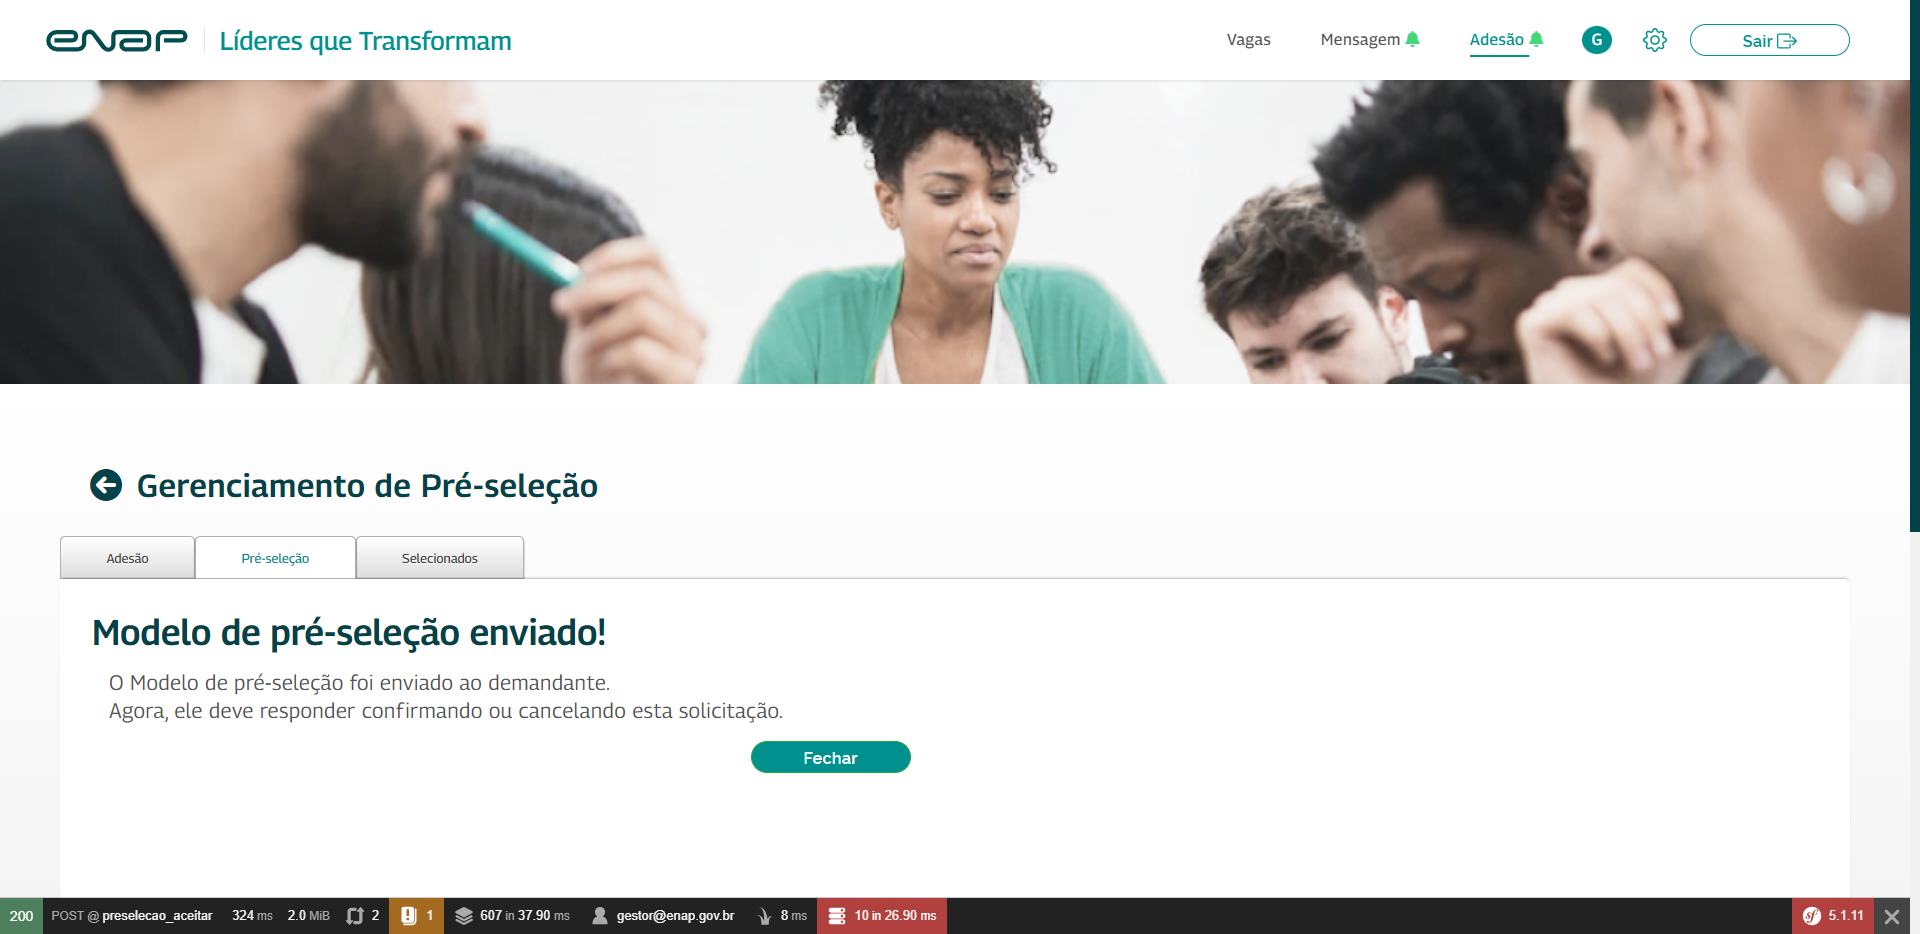 enap
Líderes que Transformam
Vagas
Mensagem
Adesão
G
Sair
Gerenciamento de Pré-seleção
Adesão
Pré-seleção
Selecionados
Modelo de pré-seleção enviado!
O Modelo de pré-seleção foi enviado ao demandante.
Agora, ele deve responder confirmando ou cancelando esta solicitação.
Fechar
200 POST @ preselecao_aceitar 324 ms 2.0 MiB 2 1 607 in 37.90 ms gestor@enap.gov.br 8 ms 10 in 26.90 ms sf 5.1.11